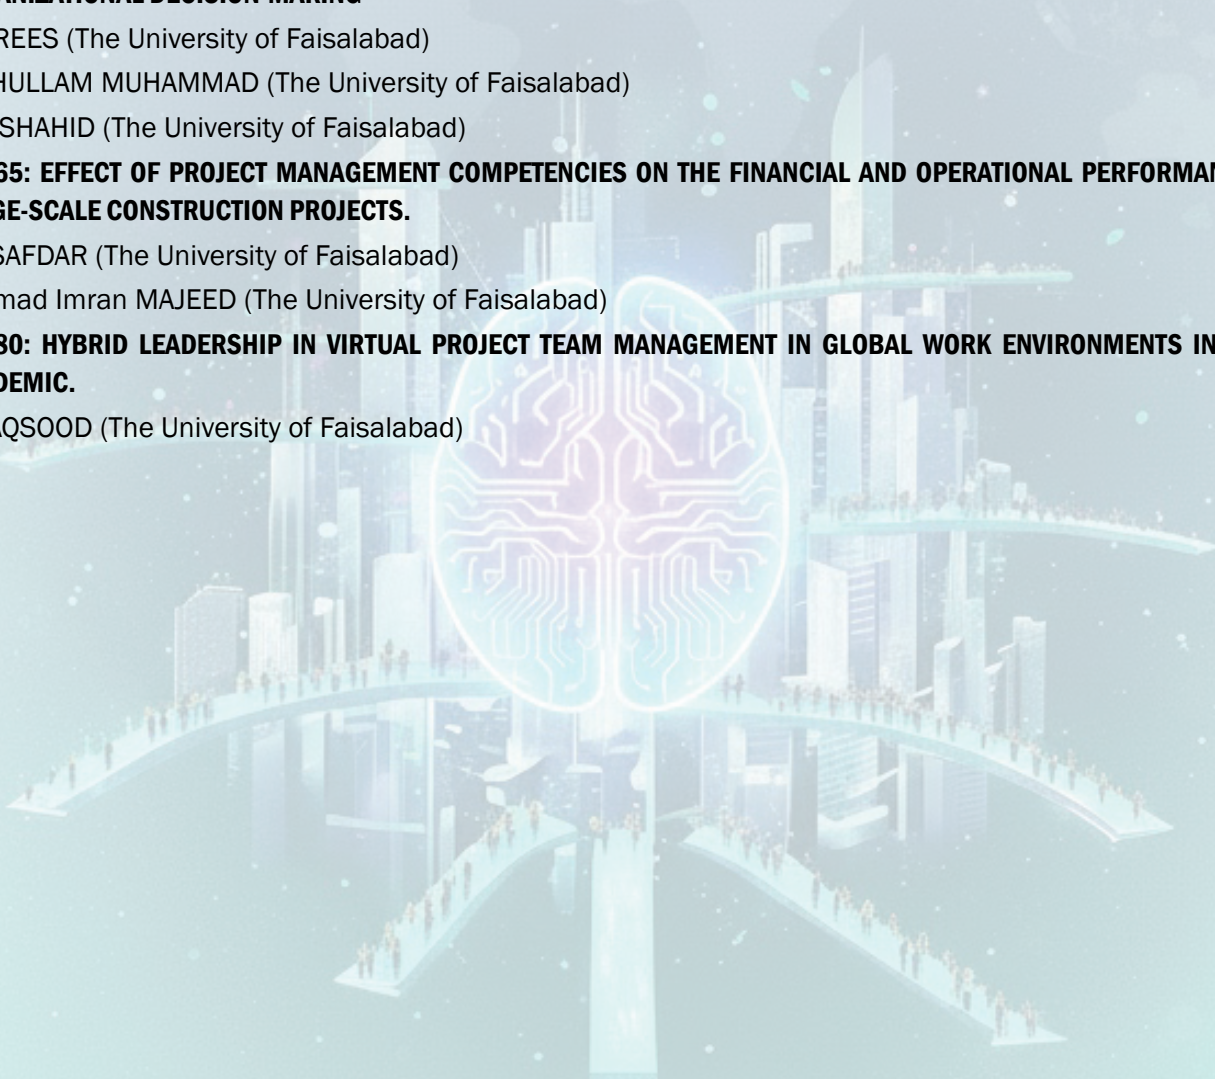 ANIZATIONAL DECISION-MAKING
REES (The University of Faisalabad)
HULLAM MUHAMMAD (The University of Faisalabad)
SHAHID (The University of Faisalabad)
65: EFFECT OF PROJECT MANAGEMENT COMPETENCIES ON THE FINANCIAL AND OPERATIONAL PERFORMAN
GE-SCALE CONSTRUCTION PROJECTS.
SAFDAR (The University of Faisalabad)
mad Imran MAJEED (The University of Faisalabad)
80: HYBRID LEADERSHIP IN VIRTUAL PROJECT TEAM MANAGEMENT IN GLOBAL WORK ENVIRONMENTS IN
DEMIC.
AQSOOD (The University of Faisalabad)